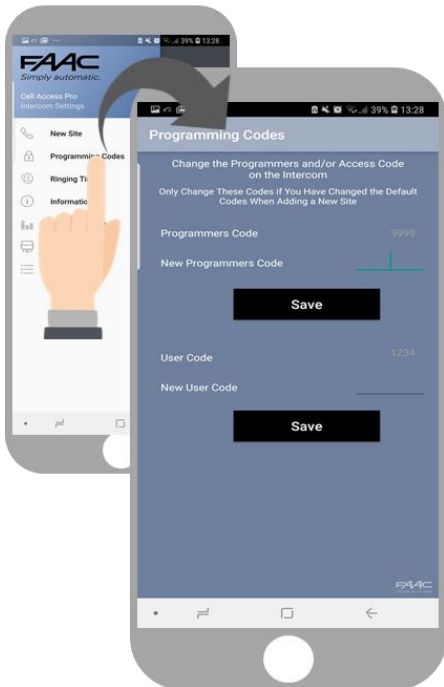 39% 13:28
FAAC
Simply automatic.
Cell Access Pro
Intercom Settings
New Site
Programming Codes
Ringing Ti
Informatio
39% 13:28
Programming Codes
Change the Programmers and/or Access Code
on the Intercom
Only Change These Codes if You Have Changed the Default
Codes When Adding a New Site
Programmers Code 9999
New Programmers Code
Save
User Code 1234
New User Code
Save
FAAC